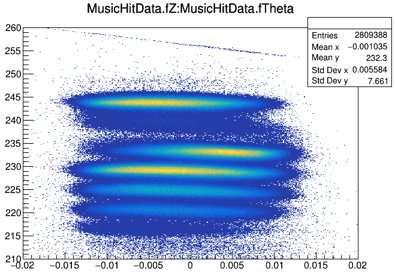 MusicHitData.fZ:MusicHitData.fTheta
Entries 2809388
Mean x -0.001035
Mean y 232.3
Std Dev x 0.005584
Std Dev y 7.661
260
255
250
245
240
235
230
225
220
215
210
-0.02 -0.015 -0.01 -0.005 0 0.005 0.01 0.015 0.02